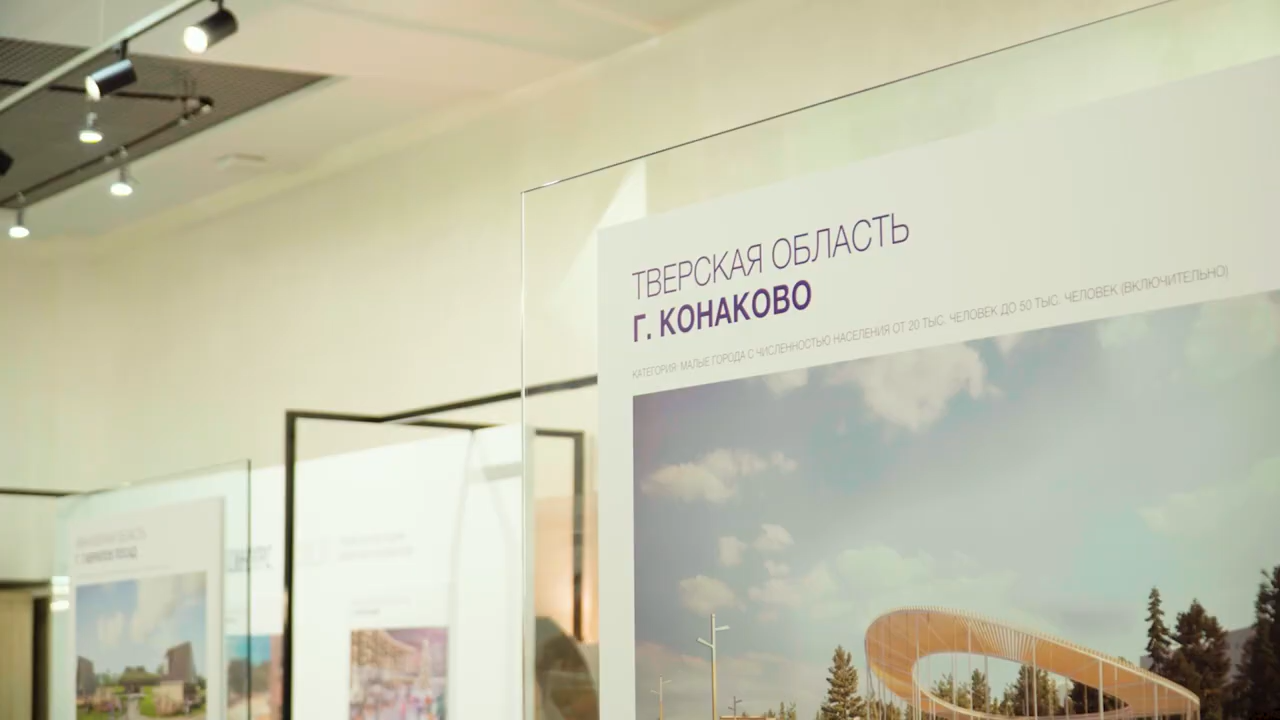 ТВЕРСКАЯ ОБЛАСТЬ
Г. КОНАКОВО
КАТЕГОРИЯ: МАЛЫЕ ГОРОДА С ЧИСЛЕННОСТЬЮ НАСЕЛЕНИЯ ОТ 20 ТЫС. ЧЕЛОВЕК ДО 50 ТЫС. ЧЕЛОВЕК (ВКЛЮЧИТЕЛЬНО)